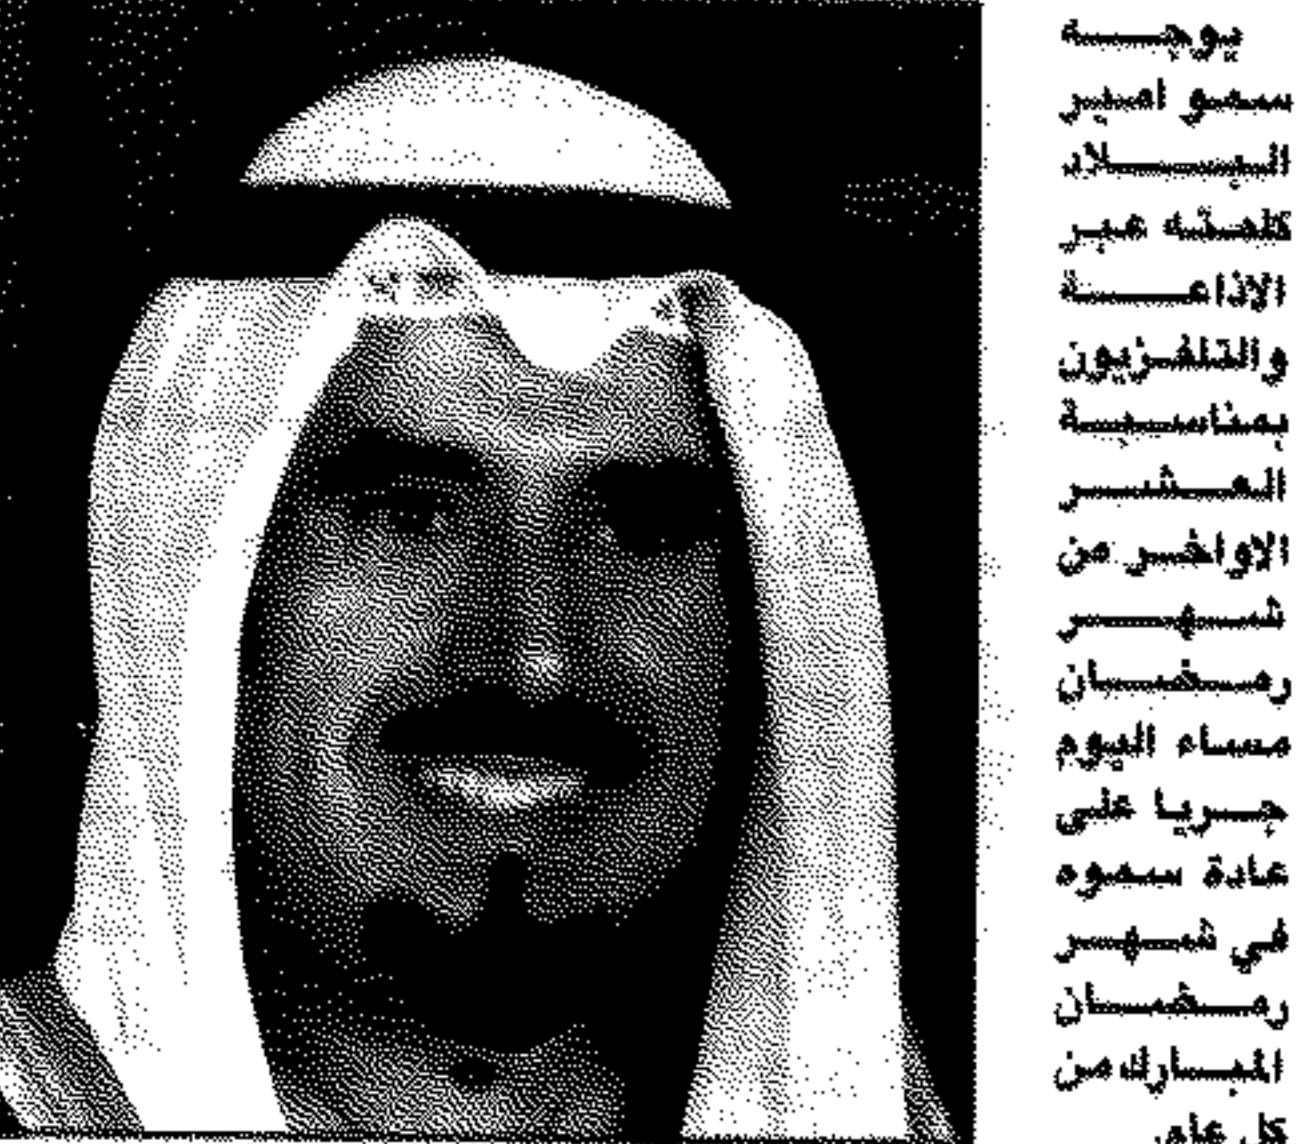 يوجه
سمو امير
البلاد
كلمته عبر
الاذاعة
والتلفزيون
بمناسبة
العشر
الاواخر من
شهر
رمضان
مساء اليوم
جريا على
عادة سموه
في شهر
رمضان
المبارك من
كل عام